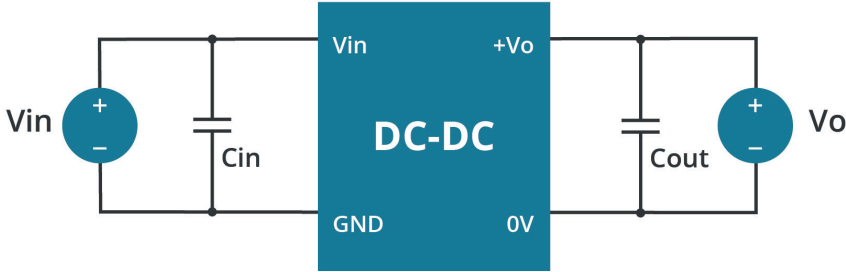 Vin +Vo
+ +
Vin Vo
DC-DC
− −
Cin Cout
GND 0V